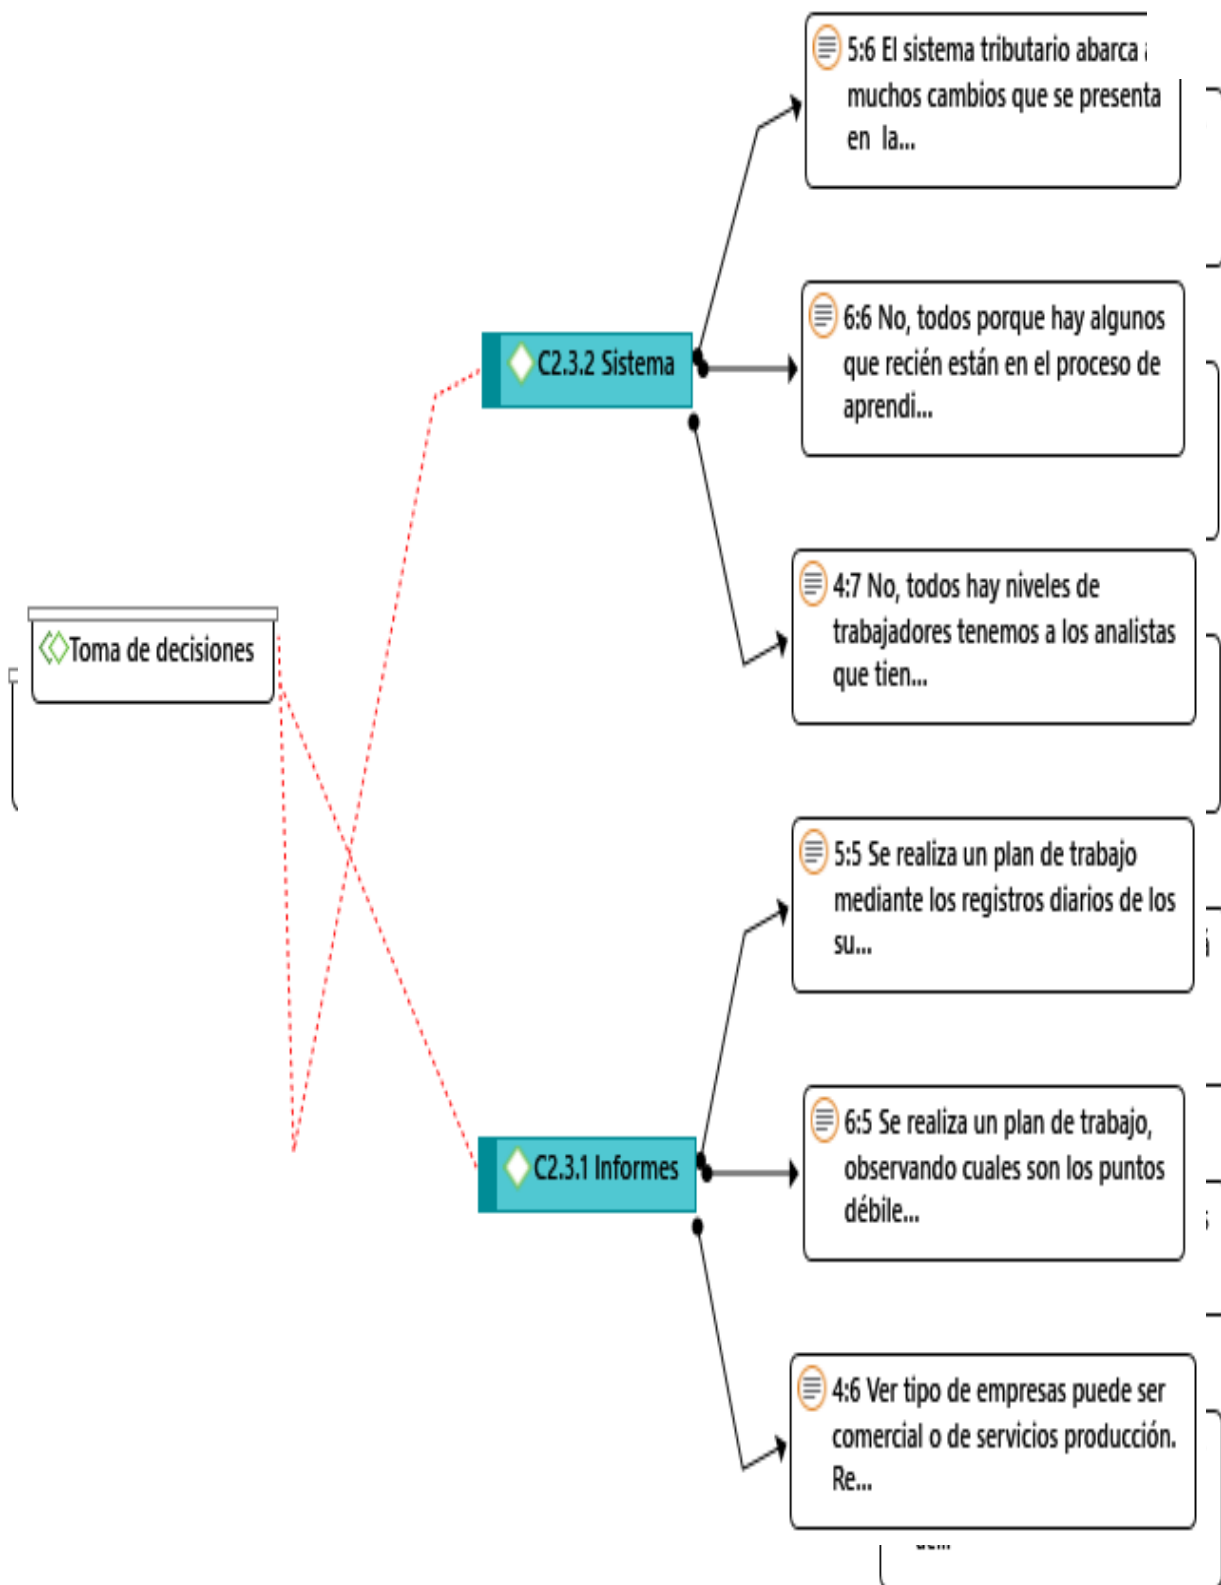 5:6 El sistema tributario abarca
muchos cambios que se presenta
en la...
C2.3.2 Sistema
6:6 No, todos porque hay algunos
que recién están en el proceso de
aprendi...
4:7 No, todos hay niveles de
trabajadores tenemos a los analistas
que tien...
Toma de decisiones
5:5 Se realiza un plan de trabajo
mediante los registros diarios de los
su...
C2.3.1 Informes
6:5 Se realiza un plan de trabajo,
observando cuales son los puntos
débile...
4:6 Ver tipo de empresas puede ser
comercial o de servicios producción.
Re...